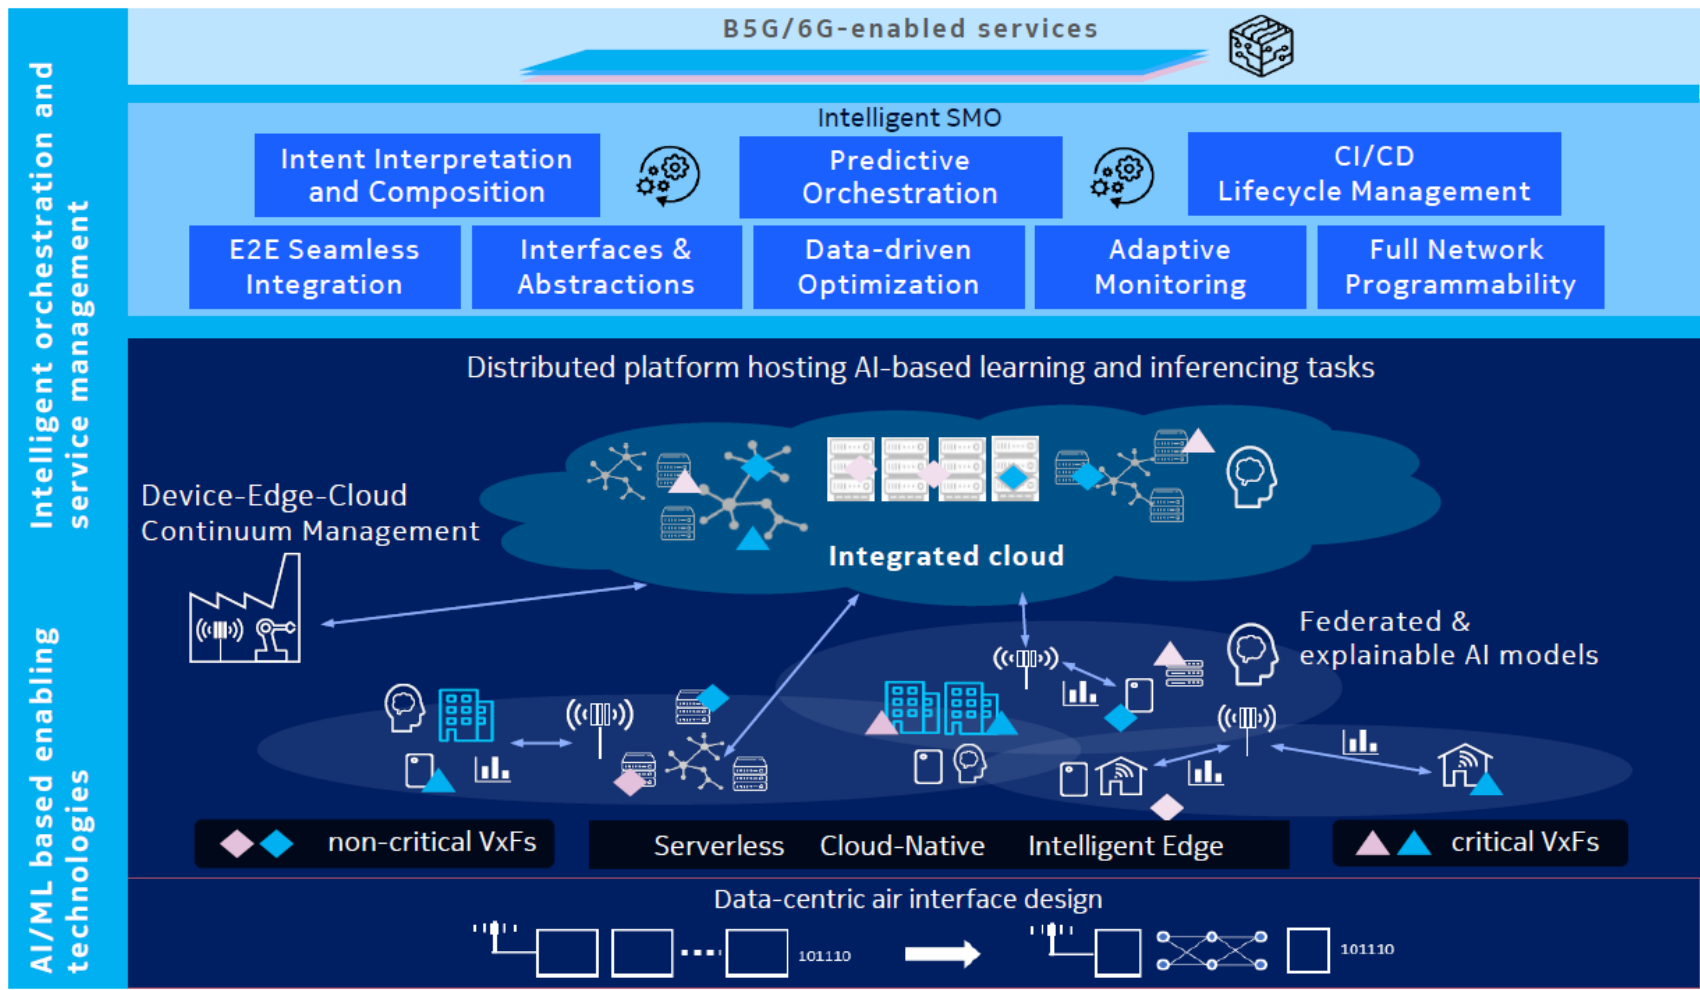 B5G/6G-enabled services
Intelligent orchestration and
service management
Intelligent SMO
Intent Interpretation
and Composition
Predictive
Orchestration
CI/CD
Lifecycle Management
E2E Seamless
Integration
Interfaces &
Abstractions
Data-driven
Optimization
Adaptive
Monitoring
Full Network
Programmability
Distributed platform hosting AI-based learning and inferencing tasks
Device-Edge-Cloud
Continuum Management
Integrated cloud
Federated &
explainable AI models
AI/ML based enabling
technologies
non-critical VxFs
Serverless Cloud-Native Intelligent Edge
critical VxFs
Data-centric air interface design
101110
101110